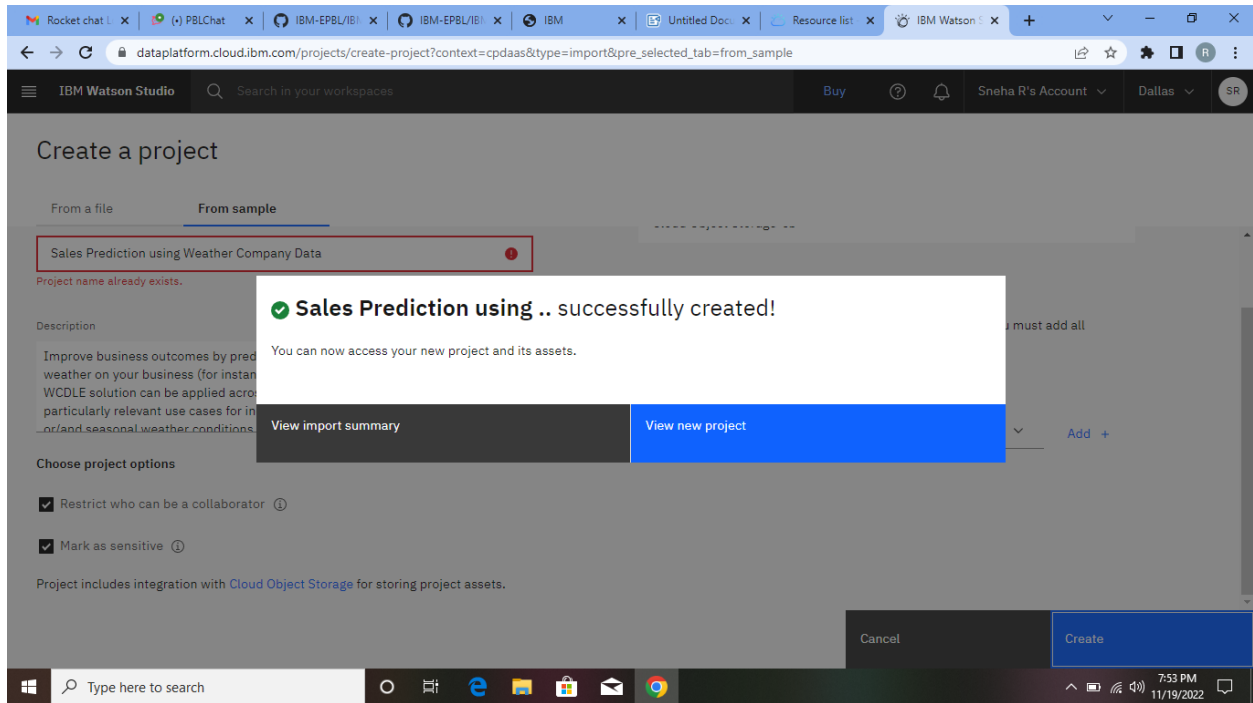 Rocket chat L
(•) PBLChat
IBM-EPBL/IBM
IBM-EPBL/IBM
IBM
Untitled Docu
Resource list
IBM Watson S
dataplatform.cloud.ibm.com/projects/create-project?context=cpdaas&type=import&pre_selected_tab=from_sample
R
IBM Watson Studio
Search in your workspaces
Buy
Sneha R's Account
Dallas
SR
Create a project
From a file
From sample
Sales Prediction using Weather Company Data
Project name already exists.
Description
Improve business outcomes by pred
weather on your business (for instan
WCDLE solution can be applied acro
particularly relevant use cases for in
or/and seasonal weather conditions
u must add all
Add +
Sales Prediction using .. successfully created!
You can now access your new project and its assets.
View import summary
View new project
Choose project options
Restrict who can be a collaborator
Mark as sensitive
Project includes integration with Cloud Object Storage for storing project assets.
Cancel
Create
Type here to search
7:53 PM
11/19/2022